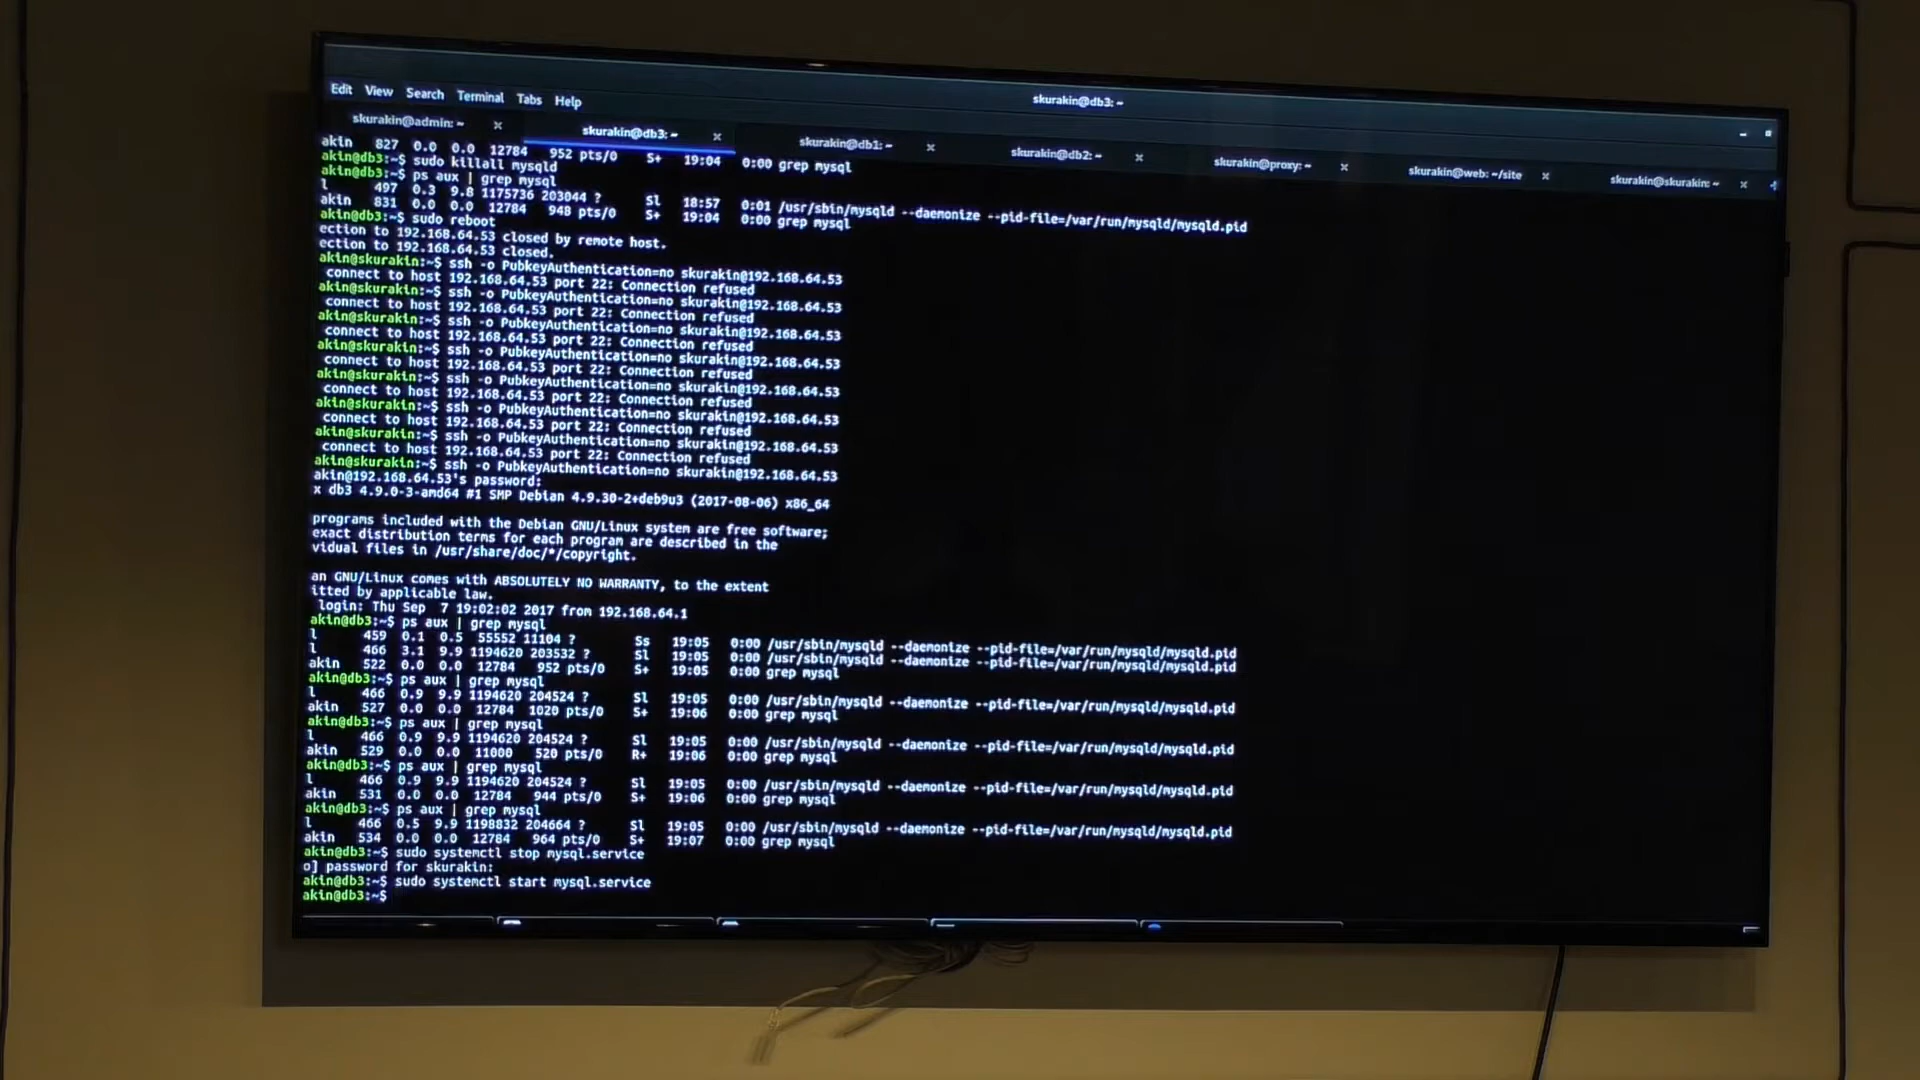 Edit View Search Terminal Tabs Help
skurakin@db3: ~
skurakin@admin: ~ × skurakin@db3: ~ × skurakin@db1: ~ × skurakin@db2: ~ × skurakin@proxy: ~ × skurakin@web: ~/site × skurakin@skurakin: ~ ×
akin 827 0.0 0.0 12784 952 pts/0 S+ 19:04 0:00 grep mysql
akin@db3:~$ sudo killall mysqld
akin@db3:~$ ps aux | grep mysql
l 497 0.3 9.8 1175736 203044 ? Sl 18:57 0:01 /usr/sbin/mysqld --daemonize --pid-file=/var/run/mysqld/mysqld.pid
akin 831 0.0 0.0 12784 948 pts/0 S+ 19:04 0:00 grep mysql
akin@db3:~$ sudo reboot
ection to 192.168.64.53 closed by remote host.
ection to 192.168.64.53 closed.
akin@skurakin:~$ ssh -o PubkeyAuthentication=no skurakin@192.168.64.53
connect to host 192.168.64.53 port 22: Connection refused
akin@skurakin:~$ ssh -o PubkeyAuthentication=no skurakin@192.168.64.53
connect to host 192.168.64.53 port 22: Connection refused
akin@skurakin:~$ ssh -o PubkeyAuthentication=no skurakin@192.168.64.53
connect to host 192.168.64.53 port 22: Connection refused
akin@skurakin:~$ ssh -o PubkeyAuthentication=no skurakin@192.168.64.53
connect to host 192.168.64.53 port 22: Connection refused
akin@skurakin:~$ ssh -o PubkeyAuthentication=no skurakin@192.168.64.53
connect to host 192.168.64.53 port 22: Connection refused
akin@skurakin:~$ ssh -o PubkeyAuthentication=no skurakin@192.168.64.53
connect to host 192.168.64.53 port 22: Connection refused
akin@skurakin:~$ ssh -o PubkeyAuthentication=no skurakin@192.168.64.53
connect to host 192.168.64.53 port 22: Connection refused
akin@skurakin:~$ ssh -o PubkeyAuthentication=no skurakin@192.168.64.53
akin@192.168.64.53's password:
x db3 4.9.0-3-amd64 #1 SMP Debian 4.9.30-2+deb9u3 (2017-08-06) x86_64
programs included with the Debian GNU/Linux system are free software;
exact distribution terms for each program are described in the
vidual files in /usr/share/doc/*/copyright.
an GNU/Linux comes with ABSOLUTELY NO WARRANTY, to the extent
itted by applicable law.
login: Thu Sep 7 19:02:02 2017 from 192.168.64.1
akin@db3:~$ ps aux | grep mysql
l 459 0.1 0.5 55552 11104 ? Ss 19:05 0:00 /usr/sbin/mysqld --daemonize --pid-file=/var/run/mysqld/mysqld.pid
l 466 3.1 9.9 1194620 203532 ? Sl 19:05 0:00 /usr/sbin/mysqld --daemonize --pid-file=/var/run/mysqld/mysqld.pid
akin 522 0.0 0.0 12784 952 pts/0 S+ 19:05 0:00 grep mysql
akin@db3:~$ ps aux | grep mysql
l 466 0.9 9.9 1194620 204524 ? Sl 19:05 0:00 /usr/sbin/mysqld --daemonize --pid-file=/var/run/mysqld/mysqld.pid
akin 527 0.0 0.0 12784 1020 pts/0 S+ 19:06 0:00 grep mysql
akin@db3:~$ ps aux | grep mysql
l 466 0.9 9.9 1194620 204524 ? Sl 19:05 0:00 /usr/sbin/mysqld --daemonize --pid-file=/var/run/mysqld/mysqld.pid
akin 529 0.0 0.0 11000 520 pts/0 R+ 19:06 0:00 grep mysql
akin@db3:~$ ps aux | grep mysql
l 466 0.9 9.9 1194620 204524 ? Sl 19:05 0:00 /usr/sbin/mysqld --daemonize --pid-file=/var/run/mysqld/mysqld.pid
akin 531 0.0 0.0 12784 944 pts/0 S+ 19:06 0:00 grep mysql
akin@db3:~$ ps aux | grep mysql
l 466 0.5 9.9 1198832 204664 ? Sl 19:05 0:00 /usr/sbin/mysqld --daemonize --pid-file=/var/run/mysqld/mysqld.pid
akin 534 0.0 0.0 12784 964 pts/0 S+ 19:07 0:00 grep mysql
akin@db3:~$ sudo systemctl stop mysql.service
o] password for skurakin:
akin@db3:~$ sudo systemctl start mysql.service
akin@db3:~$